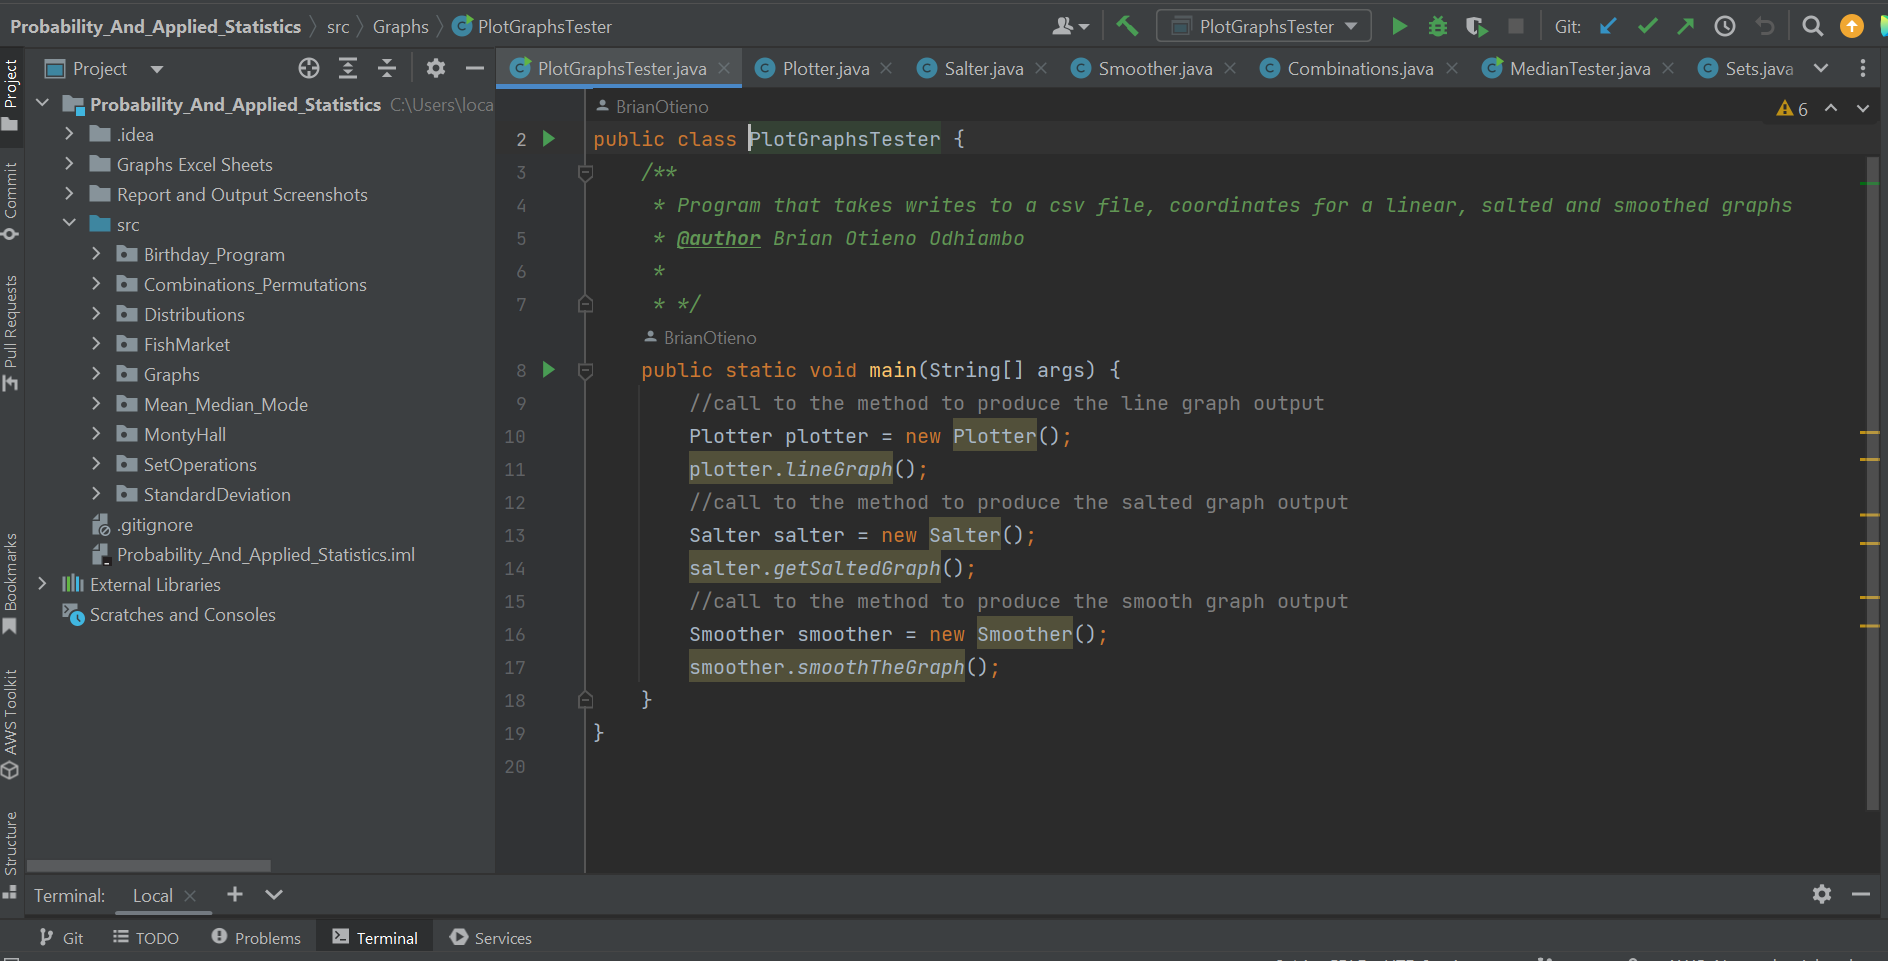 Probability_And_Applied_Statistics src Graphs PlotGraphsTester
PlotGraphsTester Git:
Project
PlotGraphsTester.java Plotter.java Salter.java Smoother.java Combinations.java MedianTester.java Sets.java
Project
Commit
Pull Requests
Bookmarks
AWS Toolkit
Structure
Probability_And_Applied_Statistics C:\Users\loca
.idea
Graphs Excel Sheets
Report and Output Screenshots
src
Birthday_Program
Combinations_Permutations
Distributions
FishMarket
Graphs
Mean_Median_Mode
MontyHall
SetOperations
StandardDeviation
.gitignore
Probability_And_Applied_Statistics.iml
External Libraries
Scratches and Consoles
BrianOtieno
6
2 public class PlotGraphsTester {
3 /**
4 * Program that takes writes to a csv file, coordinates for a linear, salted and smoothed graphs
5 * @author Brian Otieno Odhiambo
6 *
7 * */
BrianOtieno
8 public static void main(String[] args) {
9 //call to the method to produce the line graph output
10 Plotter plotter = new Plotter();
11 plotter.lineGraph();
12 //call to the method to produce the salted graph output
13 Salter salter = new Salter();
14 salter.getSaltedGraph();
15 //call to the method to produce the smooth graph output
16 Smoother smoother = new Smoother();
17 smoother.smoothTheGraph();
18 }
19 }
20
Terminal: Local
Git TODO Problems Terminal Services